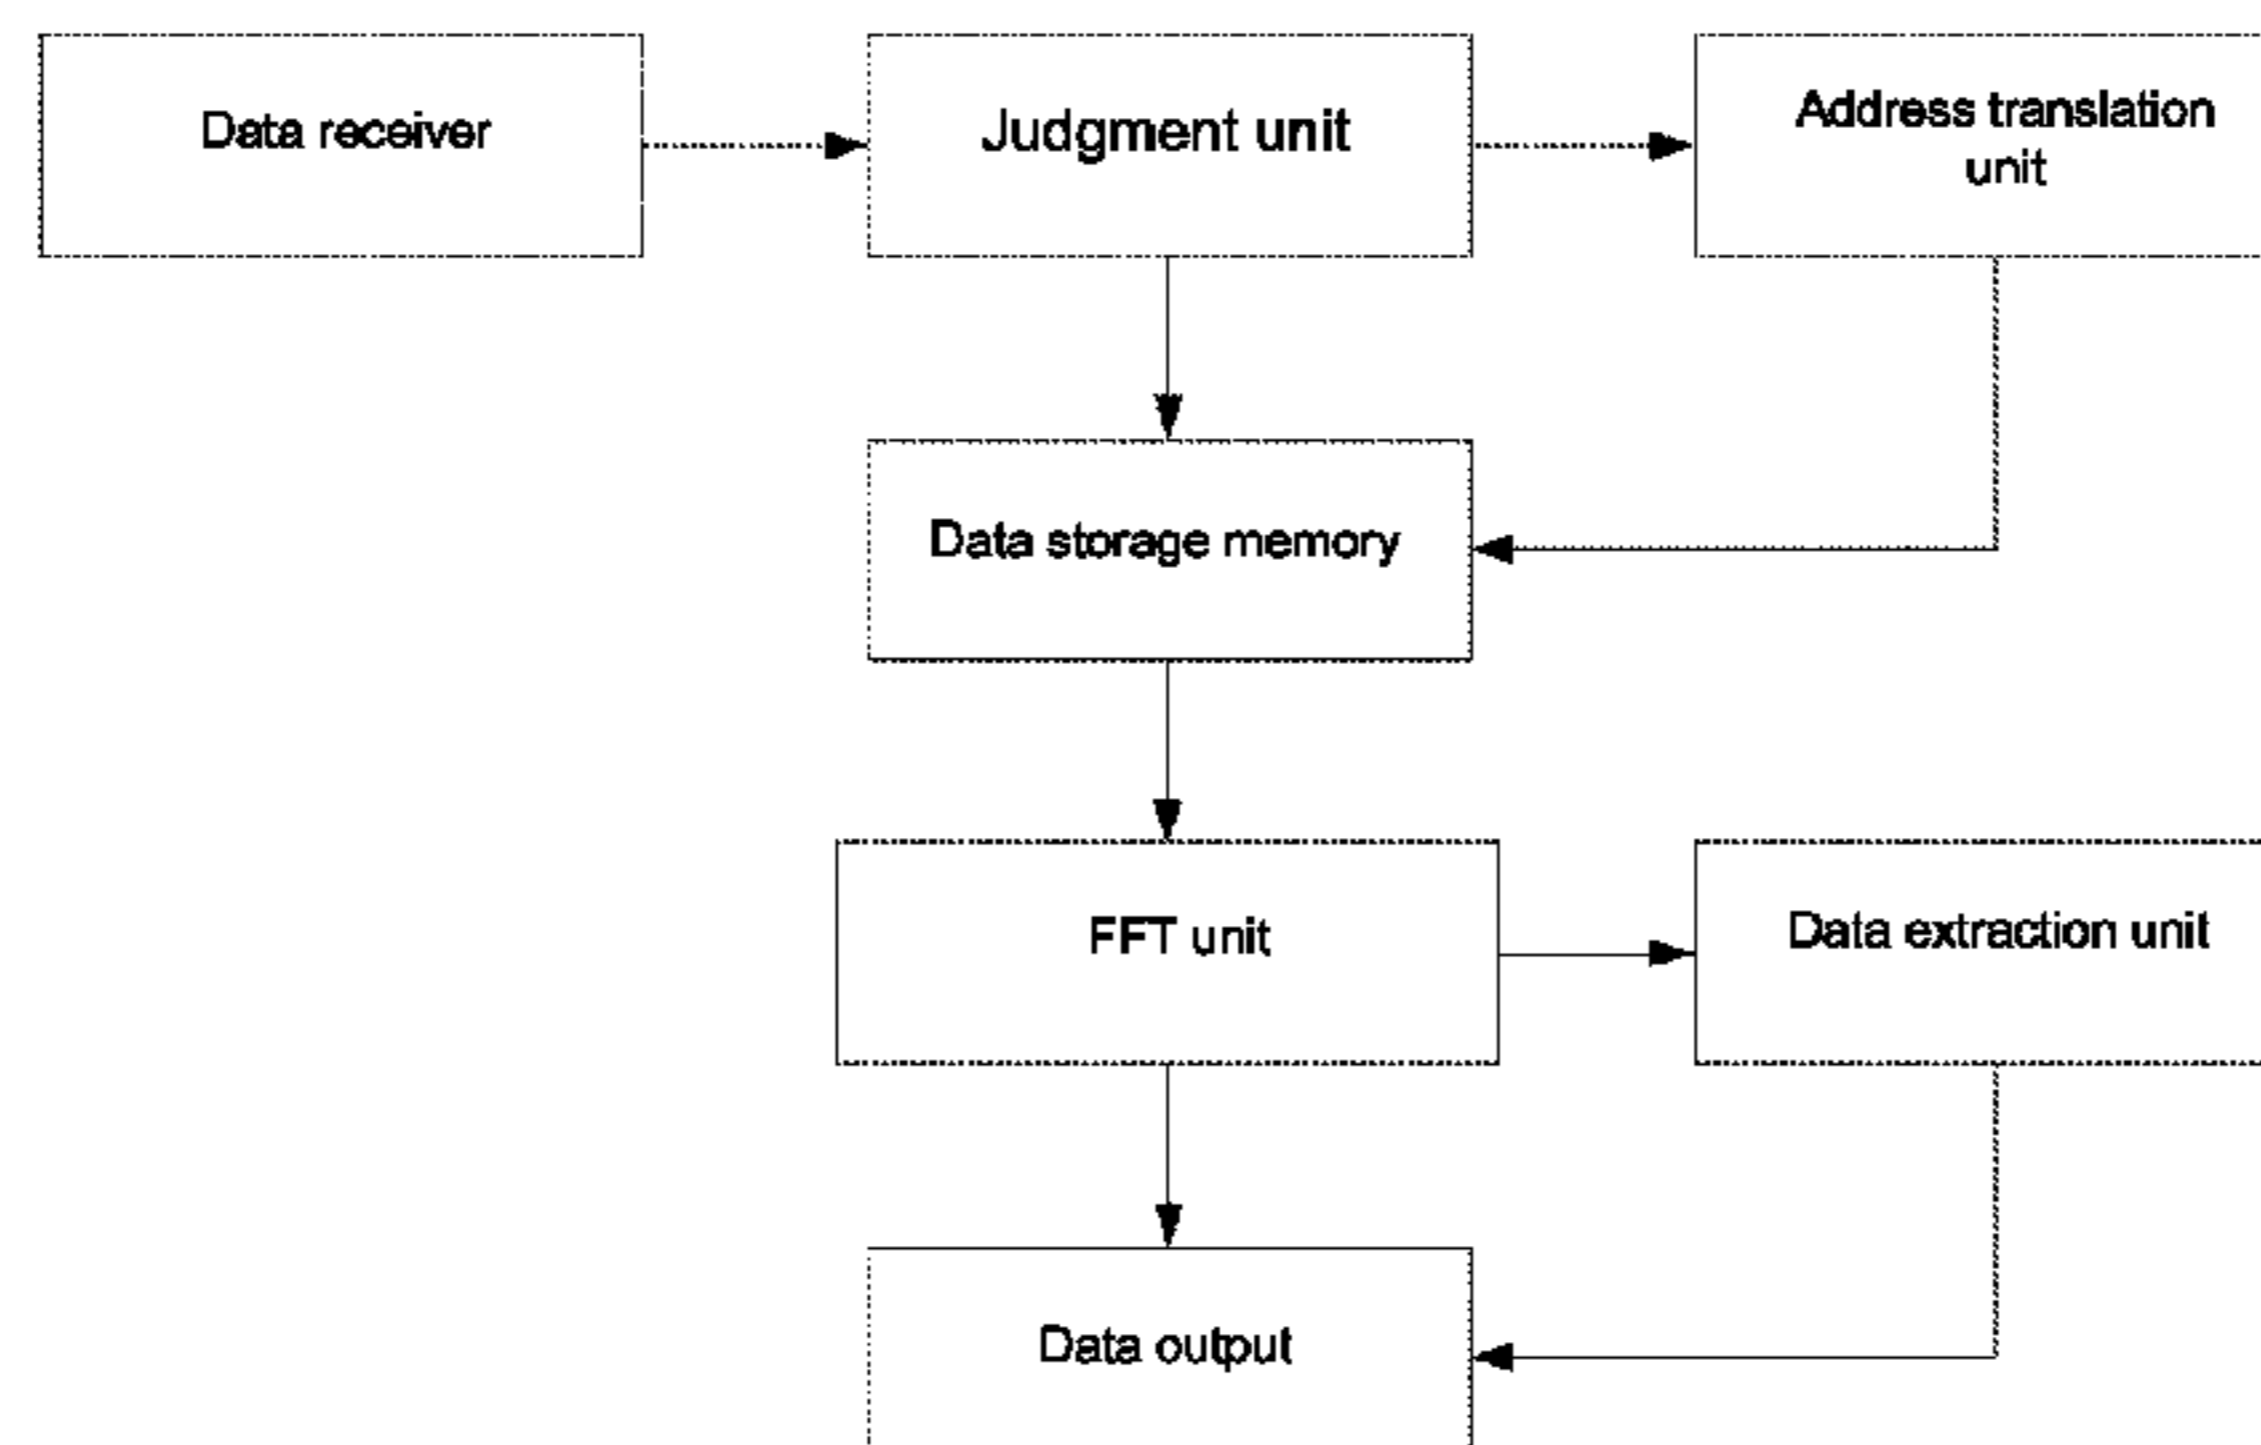 Data receiver
Judgment unit
Address translation
unit
Data storage memory
FFT unit
Data extraction unit
Data output